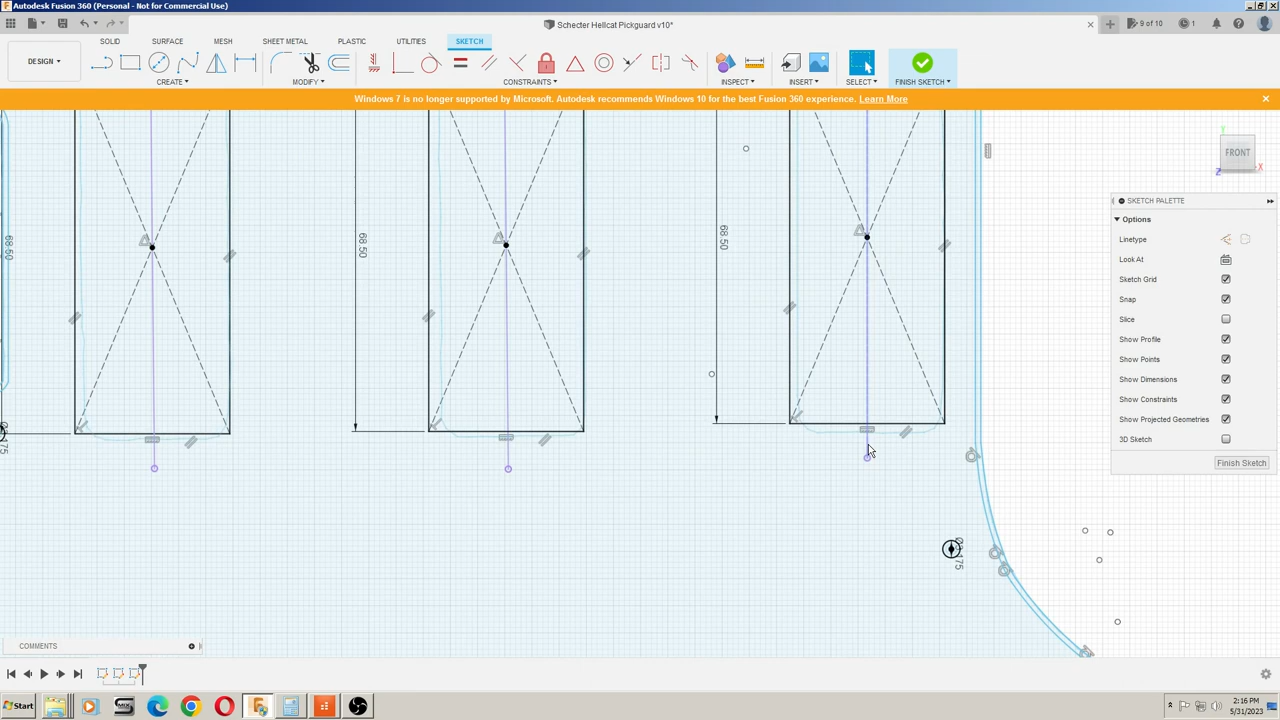 Autodesk Fusion 360 (Personal - Not for Commercial Use)
Schecter Hellcat Pickguard v10*
9 of 10
1
DESIGN
SOLID
SURFACE
MESH
SHEET METAL
PLASTIC
UTILITIES
SKETCH
CREATE
MODIFY
CONSTRAINTS
INSPECT
INSERT
SELECT
FINISH SKETCH
Windows 7 is no longer supported by Microsoft. Autodesk recommends Windows 10 for the best Fusion 360 experience. Learn More
Y
FRONT
X
Z
SKETCH PALETTE
Options
Linetype
Look At
Sketch Grid
Snap
Slice
Show Profile
Show Points
Show Dimensions
Show Constraints
Show Projected Geometries
3D Sketch
Finish Sketch
68.50
68.50
68.50
COMMENTS
Start
2:16 PM
5/31/2023